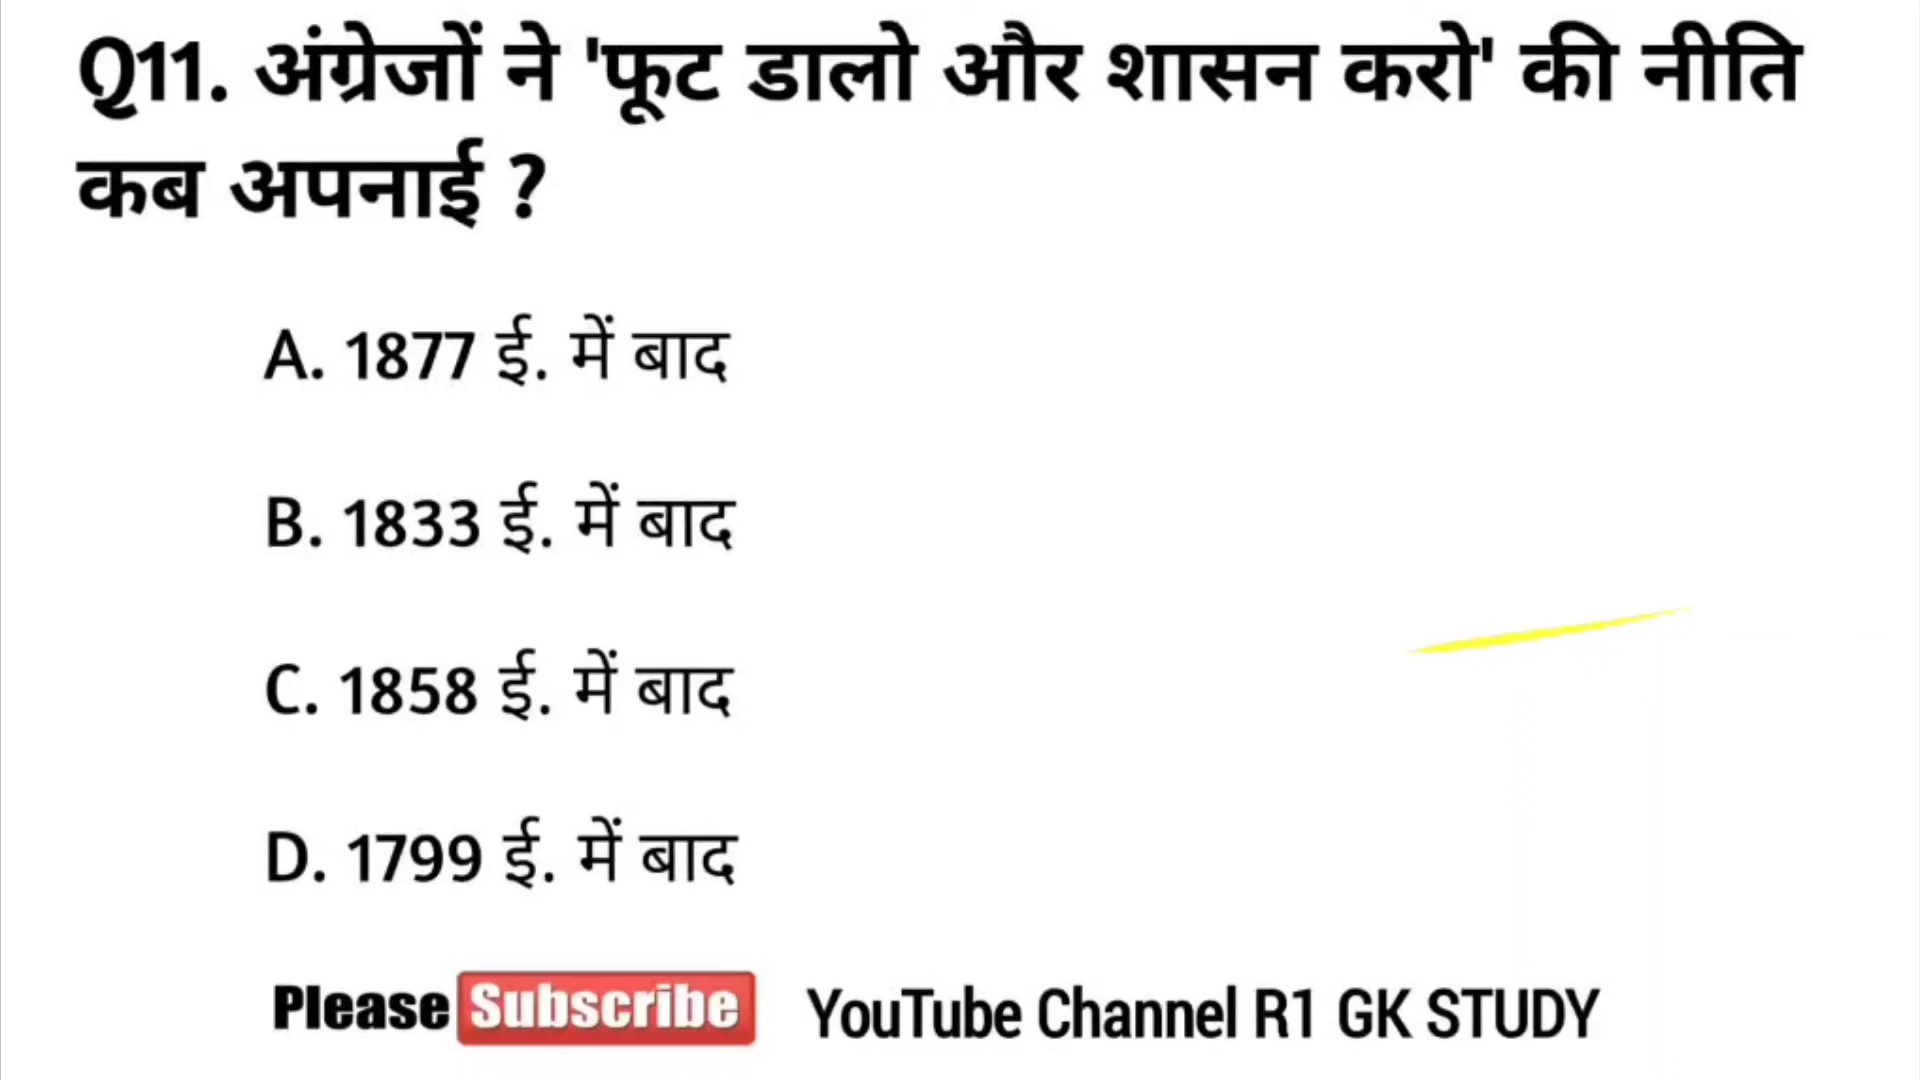 Q11. अंग्रेजों ने 'फूट डालो और शासन करो' की नीति
कब अपनाई ?
A. 1877 ई. में बाद
B. 1833 ई. में बाद
C. 1858 ई. में बाद
D. 1799 ई. में बाद
Please Subscribe YouTube Channel R1 GK STUDY